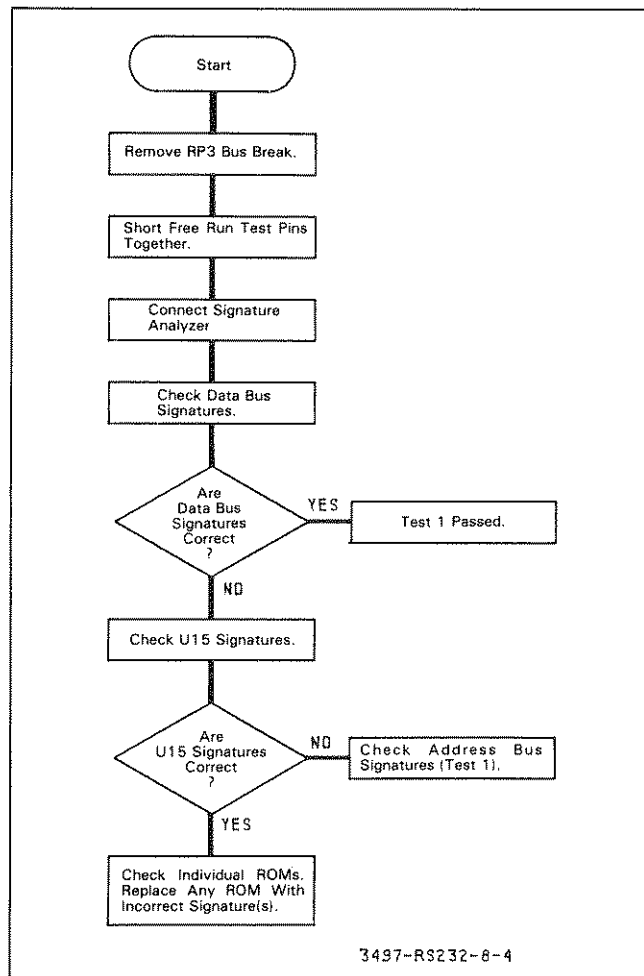 Start
Remove RP3 Bus Break.
Short Free Run Test Pins
Together.
Connect Signature
Analyzer
Check Data Bus
Signatures.
Are
Data Bus
Signatures
Correct
?
YES
Test 1 Passed.
NO
Check U15 Signatures.
Are
U15 Signatures
Correct
?
NO
Check Address Bus
Signatures (Test 1).
YES
Check Individual ROMs.
Replace Any ROM With
Incorrect Signature(s).
3497-RS232-8-4